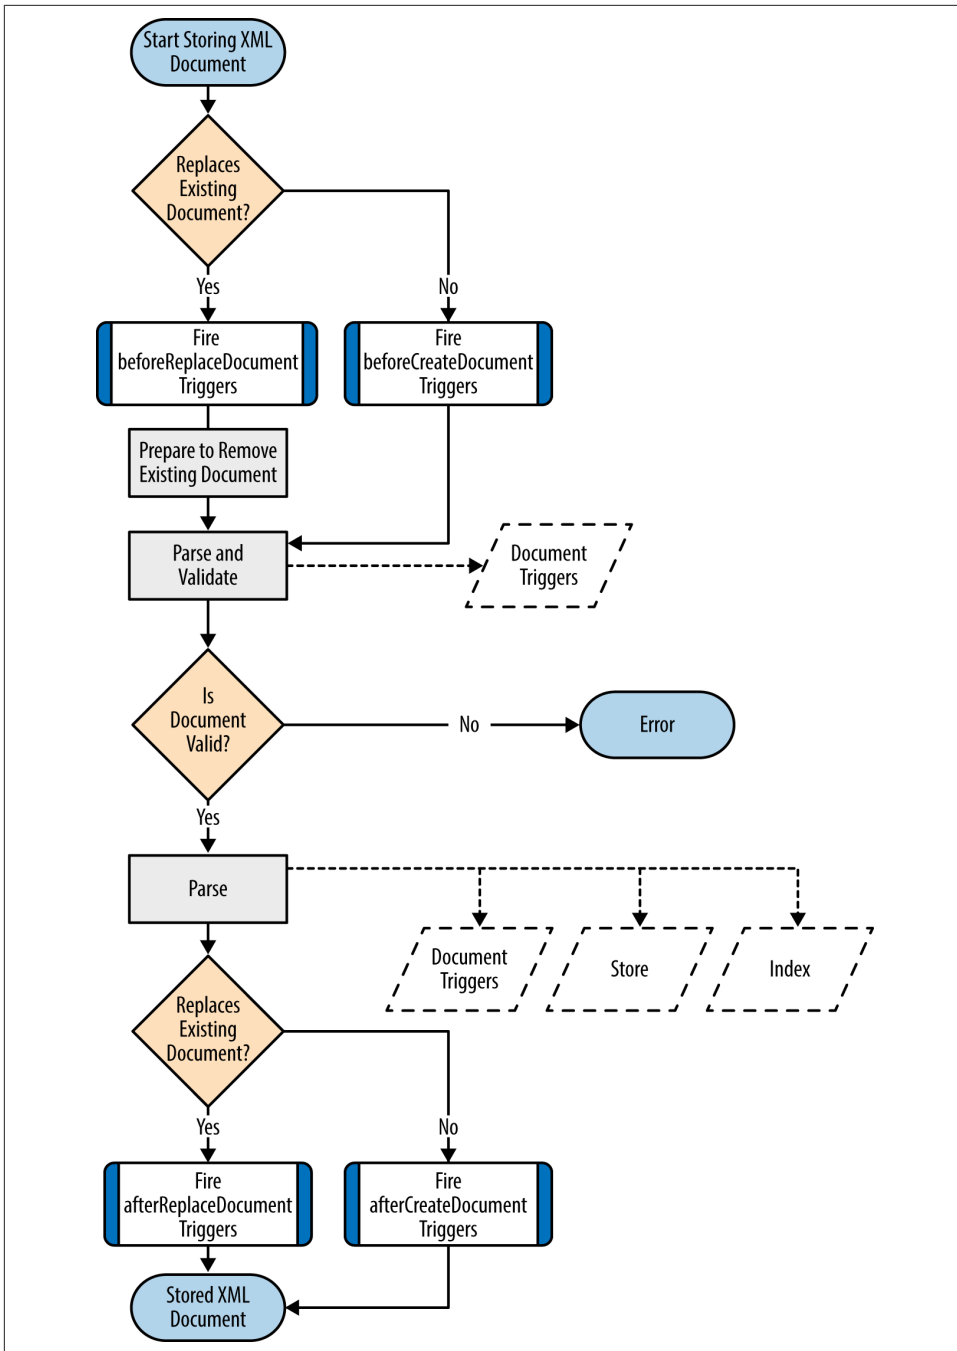 Start Storing XML
Document
Replaces
Existing
Document?
Yes
No
Fire
beforeReplaceDocument
Triggers
Fire
beforeCreateDocument
Triggers
Prepare to Remove
Existing Document
Parse and
Validate
Document
Triggers
Is
Document
Valid?
No
Error
Yes
Parse
Document
Triggers
Store
Index
Replaces
Existing
Document?
Yes
No
Fire
afterReplaceDocument
Triggers
Fire
afterCreateDocument
Triggers
Stored XML
Document